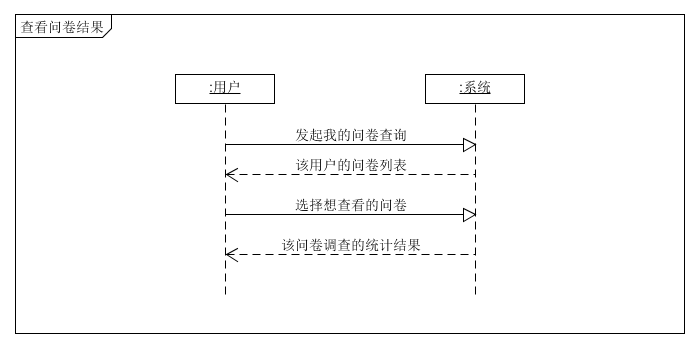 查看问卷结果
:用户
:系统
发起我的问卷查询
该用户的问卷列表
选择想查看的问卷
该问卷调查的统计结果